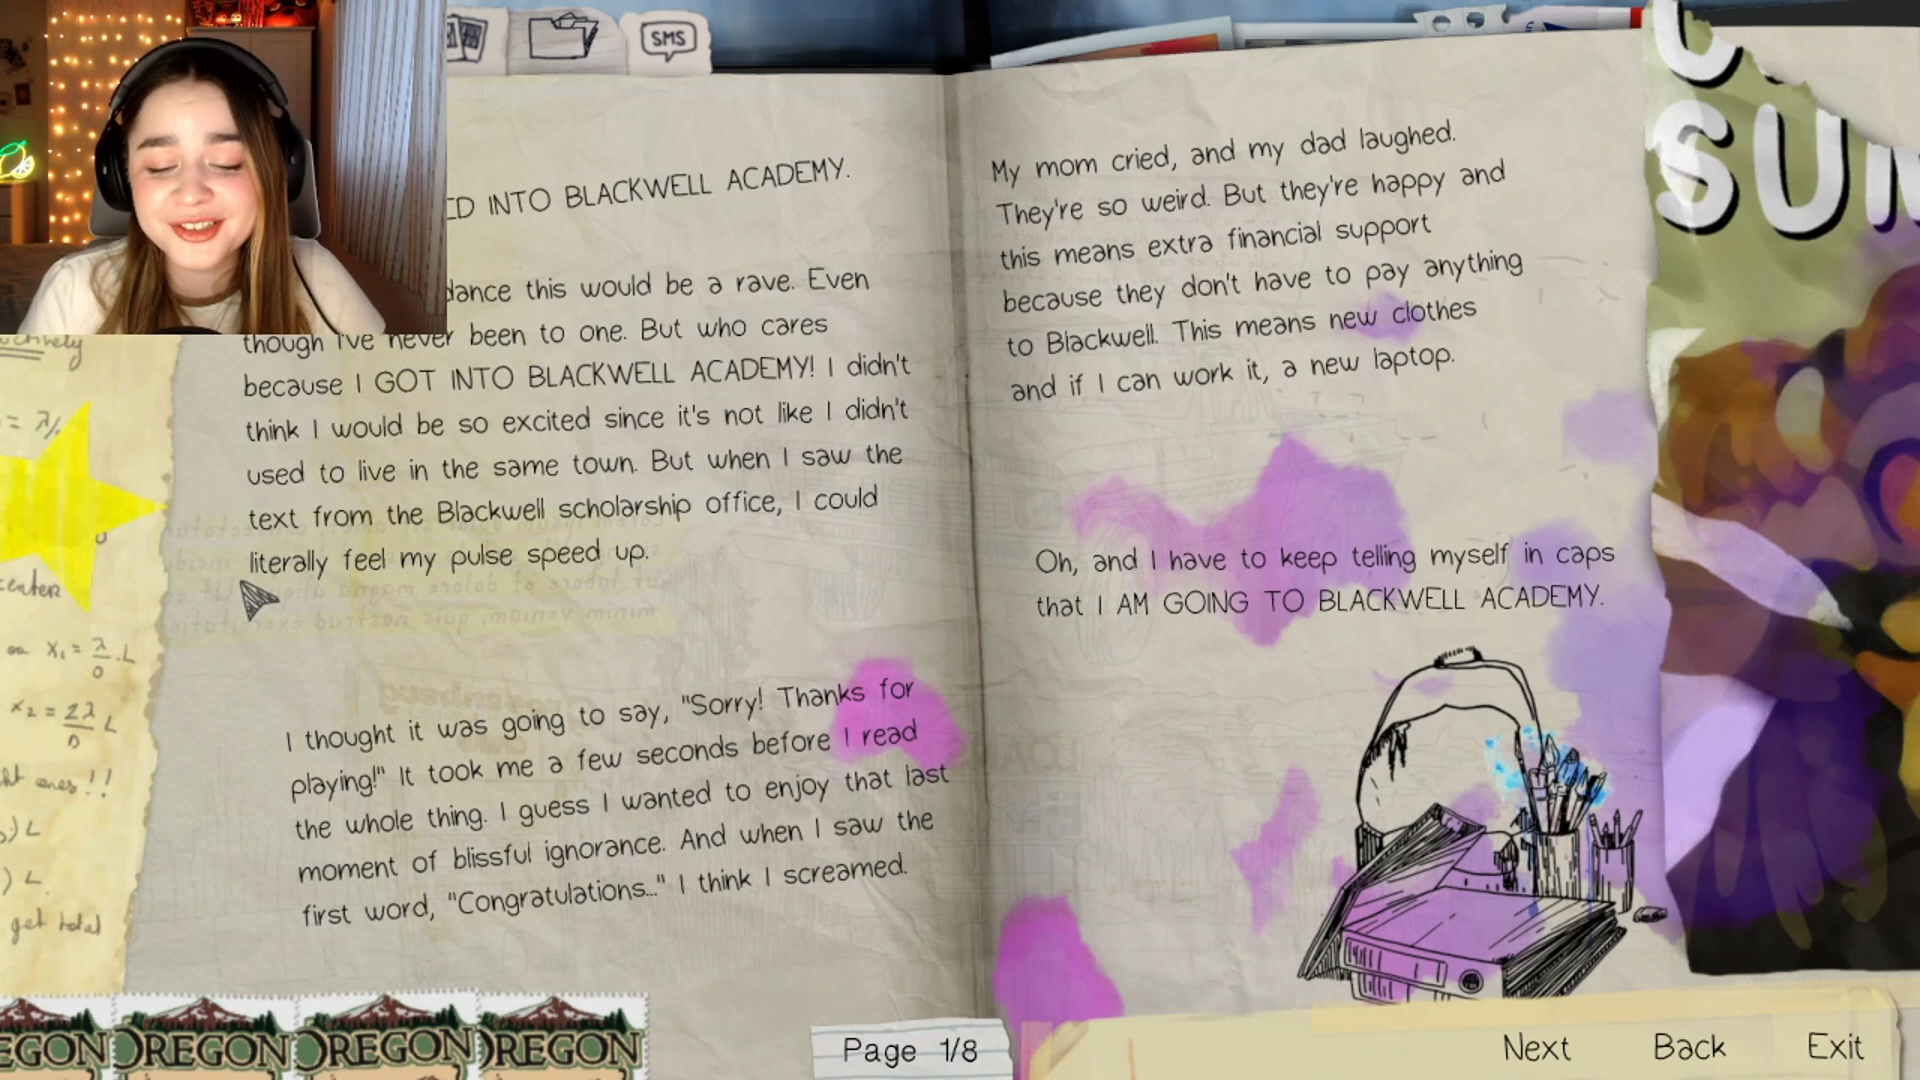 SMS
INTO BLACKWELL ACADEMY.
dance this would be a rave. Even
though I've never been to one. But who cares
because I GOT INTO BLACKWELL ACADEMY! I didn't
think I would be so excited since it's not like I didn't
used to live in the same town. But when I saw the
text from the Blackwell scholarship office, I could
literally feel my pulse speed up.
I thought it was going to say, "Sorry! Thanks for
playing!" It took me a few seconds before I read
the whole thing. I guess I wanted to enjoy that last
moment of blissful ignorance. And when I saw the
first word, "Congratulations..." I think I screamed.
My mom cried, and my dad laughed.
They're so weird. But they're happy and
this means extra financial support
because they don't have to pay anything
to Blackwell. This means new clothes
and if I can work it, a new laptop.
Oh, and I have to keep telling myself in caps
that I AM GOING TO BLACKWELL ACADEMY.
center
get total
EGON OREGON OREGON OREGON
Page 1/8
Next Back Exit